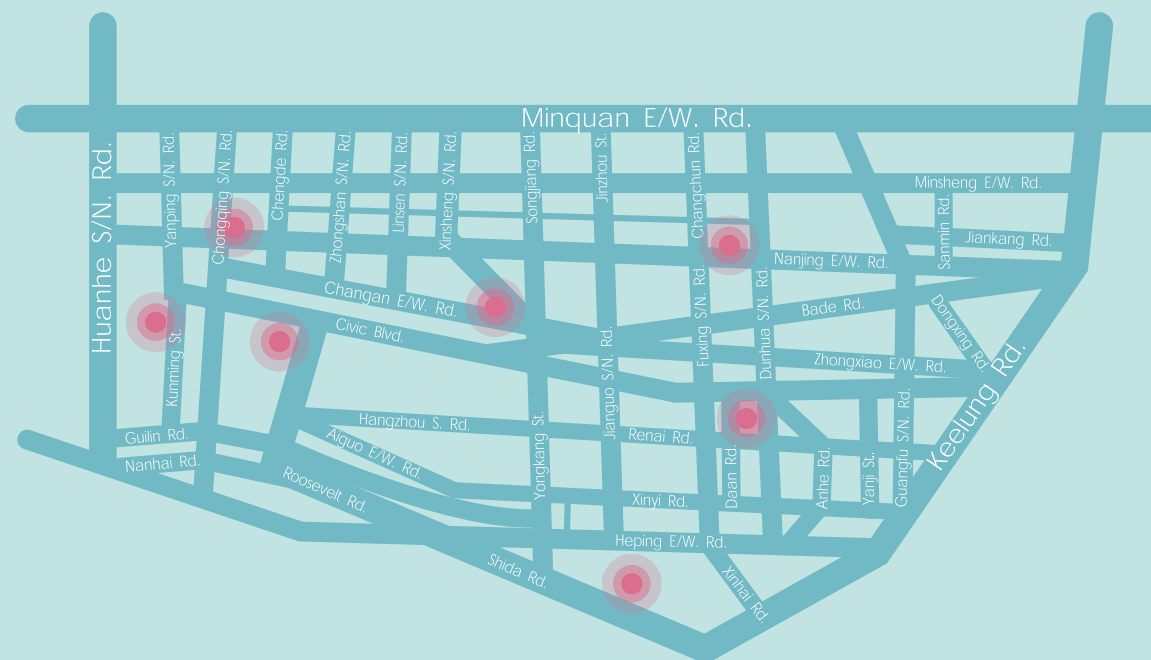 Minquan E/W. Rd.
Huanhe S/N. Rd.
Yanping S/N. Rd.
Chongqing S/N. Rd.
Chengde Rd.
Zhongshan S/N. Rd.
Linsen S/N. Rd.
Xinsheng S/N. Rd.
Songjiang Rd.
Jinzhou St.
Changchun Rd.
Minsheng E/W. Rd.
Sanmin Rd.
Jiankang Rd.
Nanjing E/W. Rd.
Changan E/W. Rd.
Civic Blvd.
Bade Rd.
Dongxing Rd.
Fuxing S/N. Rd.
Dunhua S/N. Rd.
Zhongxiao E/W. Rd.
Kunming St.
Jianguo S/N. Rd.
Keelung Rd.
Hangzhou S. Rd.
Guilin Rd.
Nanhai Rd.
Aiguo E/W. Rd.
Renai Rd.
Yongkang St.
Daan Rd.
Anhe Rd.
Yanji St.
Guangfu S/N. Rd.
Roosevelt Rd.
Xinyi Rd.
Heping E/W. Rd.
Shida Rd.
Xinhai Rd.